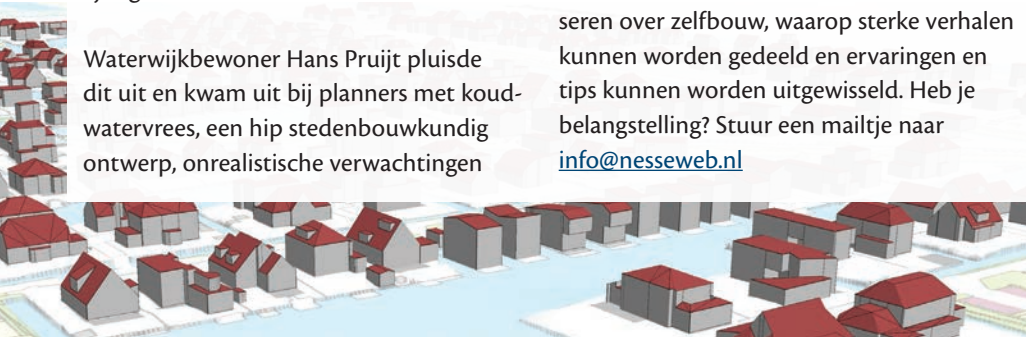 Waterwijkbewoner Hans Pruijt pluisde
dit uit en kwam uit bij planners met koud-
watervrees, een hip stedenbouwkundig
ontwerp, onrealistische verwachtingen
seren over zelfbouw, waarop sterke verhalen
kunnen worden gedeeld en ervaringen en
tips kunnen worden uitgewisseld. Heb je
belangstelling? Stuur een mailtje naar
info@nesseweb.nl